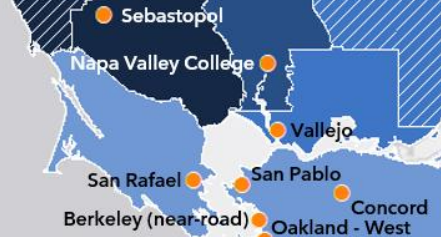 Sebastopol
Napa Valley College
Vallejo
San Pablo
San Rafael
Concord
Berkeley (near-road)
Oakland - West